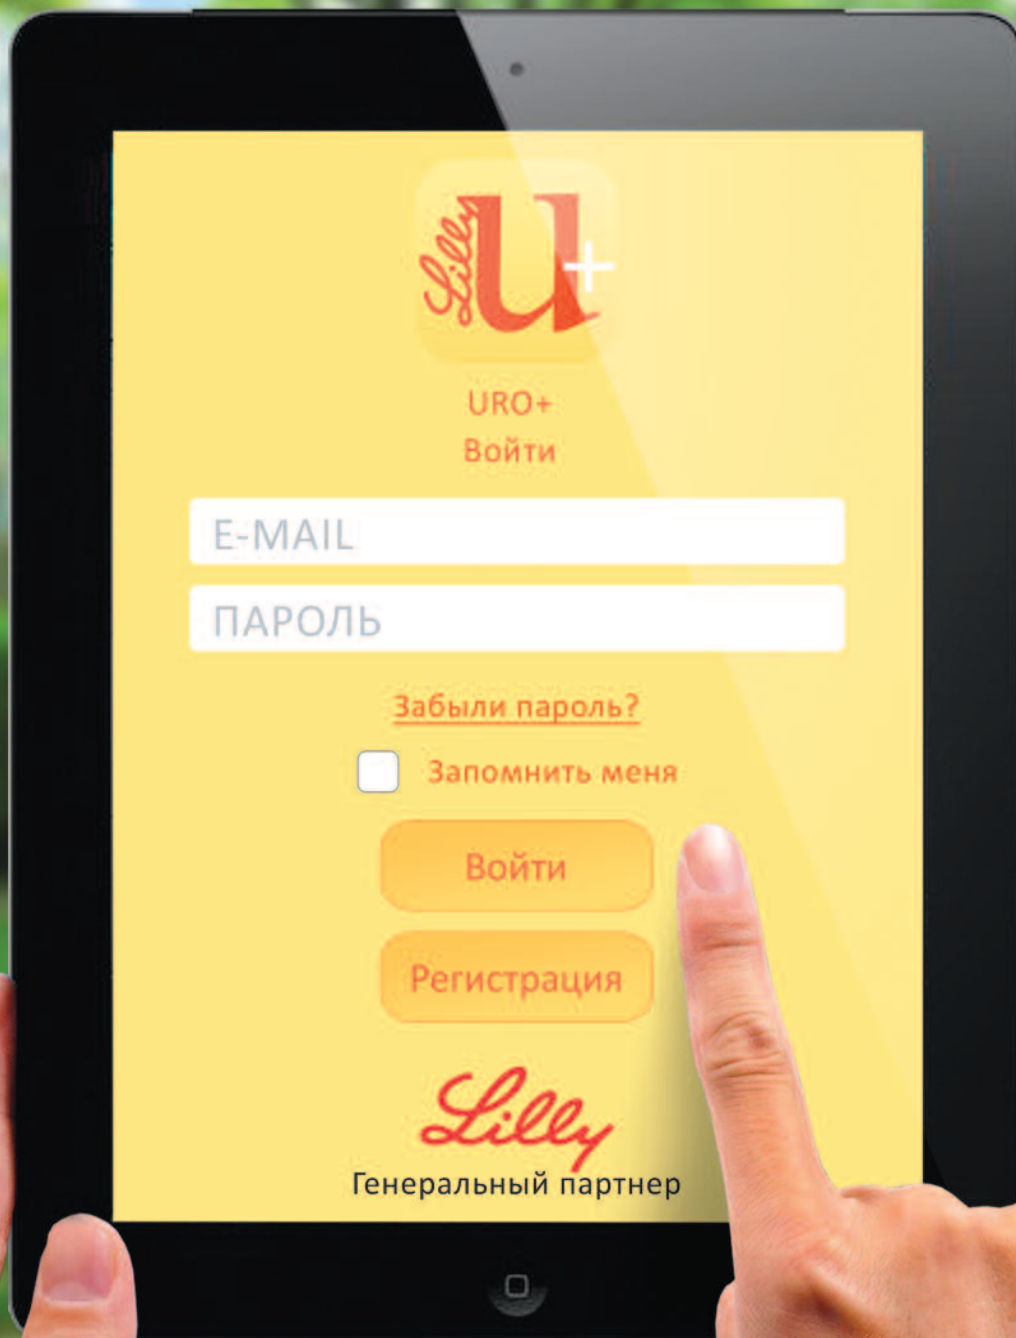 Lilly u+
URO+
Войти
E-MAIL
ПАРОЛЬ
Забыли пароль?
Запомнить меня
Войти
Регистрация
Lilly
Генеральный партнер